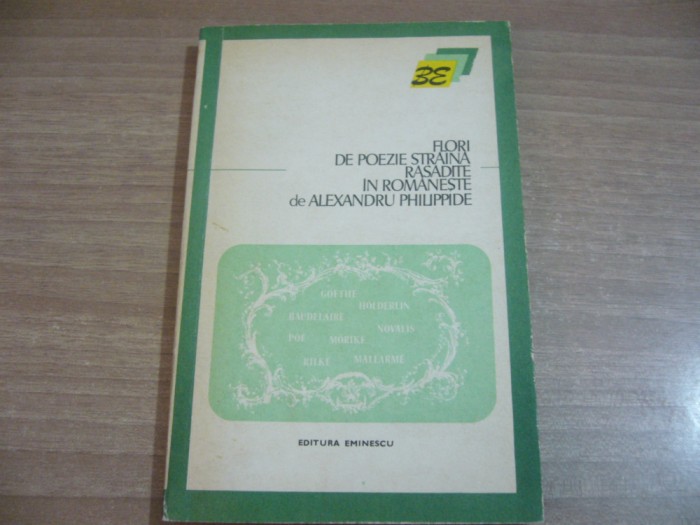 BE
FLORI
DE POEZIE STRĂINĂ
RĂSĂDITE
ÎN ROMÂNEȘTE
de ALEXANDRU PHILIPPIDE
GOETHE
HÖLDERLIN
BAUDELAIRE
NOVALIS
POE MÖRIKE
RILKE MALLARMÉ
EDITURA EMINESCU